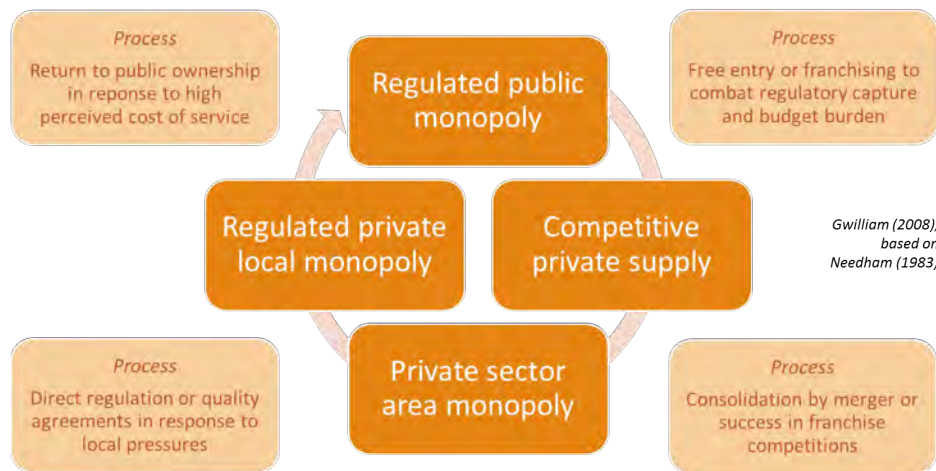 Process
Return to public ownership
in reponse to high
perceived cost of service
Regulated public
monopoly
Process
Free entry or franchising to
combat regulatory capture
and budget burden
Regulated private
local monopoly
Competitive
private supply
Gwilliam (2008),
based on
Needham (1983)
Process
Direct regulation or quality
agreements in response to
local pressures
Private sector
area monopoly
Process
Consolidation by merger or
success in franchise
competitions